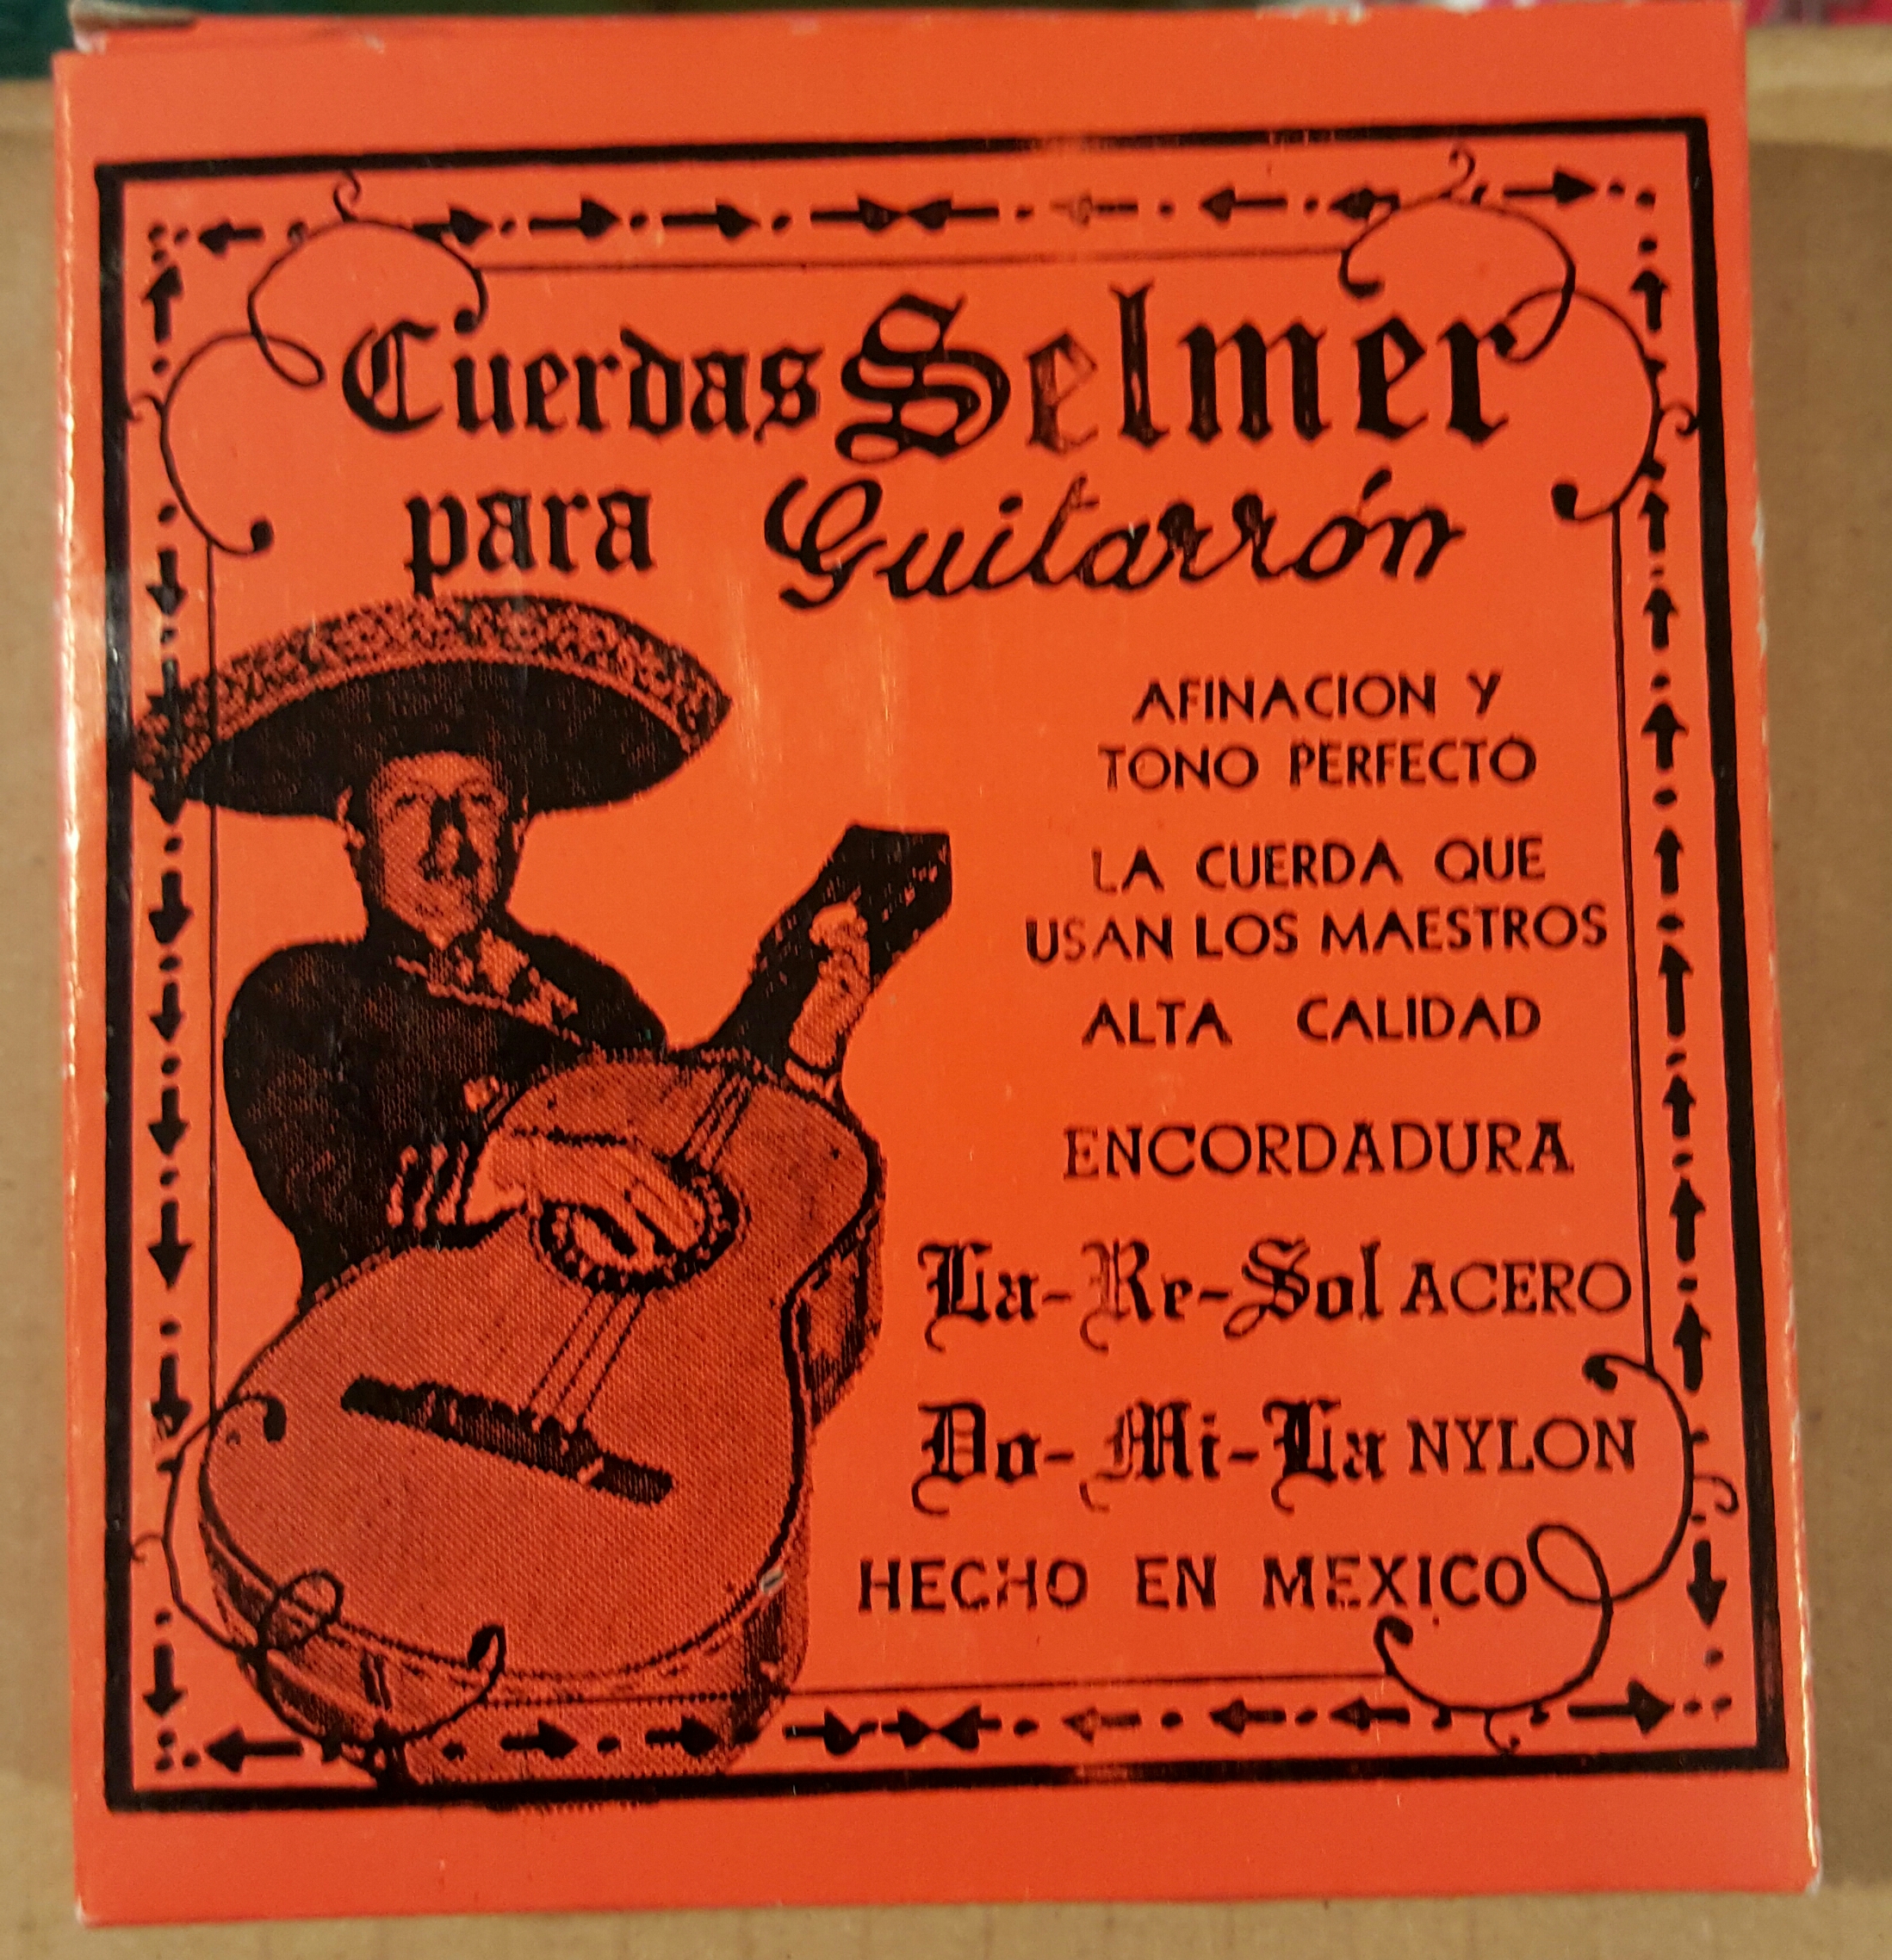 Cuerdas Selmer
para Guitarrón
AFINACION Y
TONO PERFECTO
LA CUERDA QUE
USAN LOS MAESTROS
ALTA CALIDAD
ENCORDADURA
La-Re-Sol ACERO
Do-Mi-La NYLON
HECHO EN MEXICO